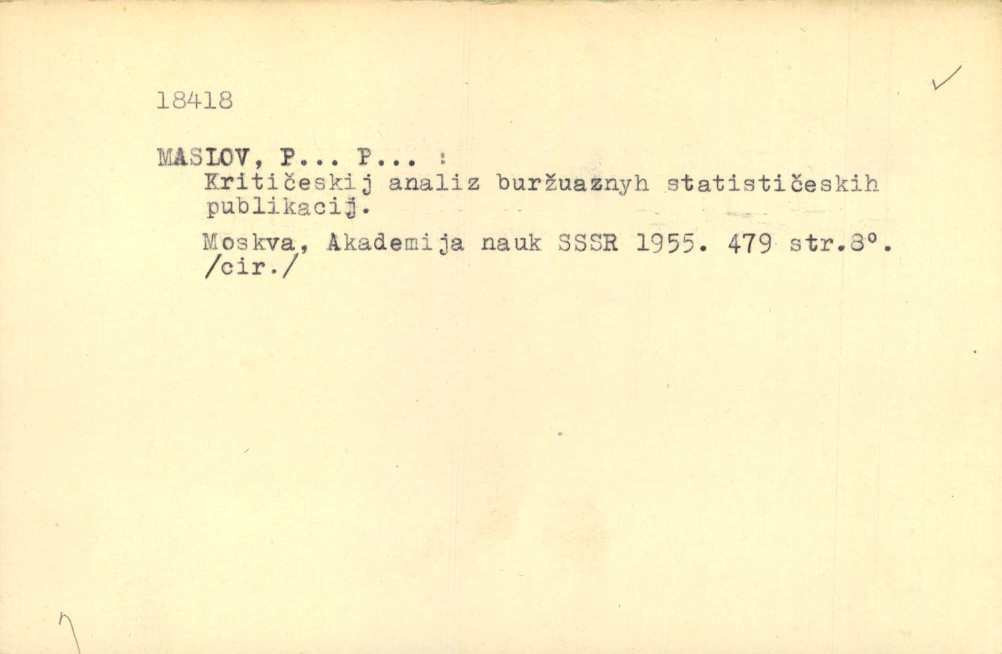 18418
MASLOV, P... P... :
Kritičeskij analiz buržuaznyh statističeskih
publikacij.
Moskva, Akademija nauk SSSR 1955. 479 str.8°.
/cir./